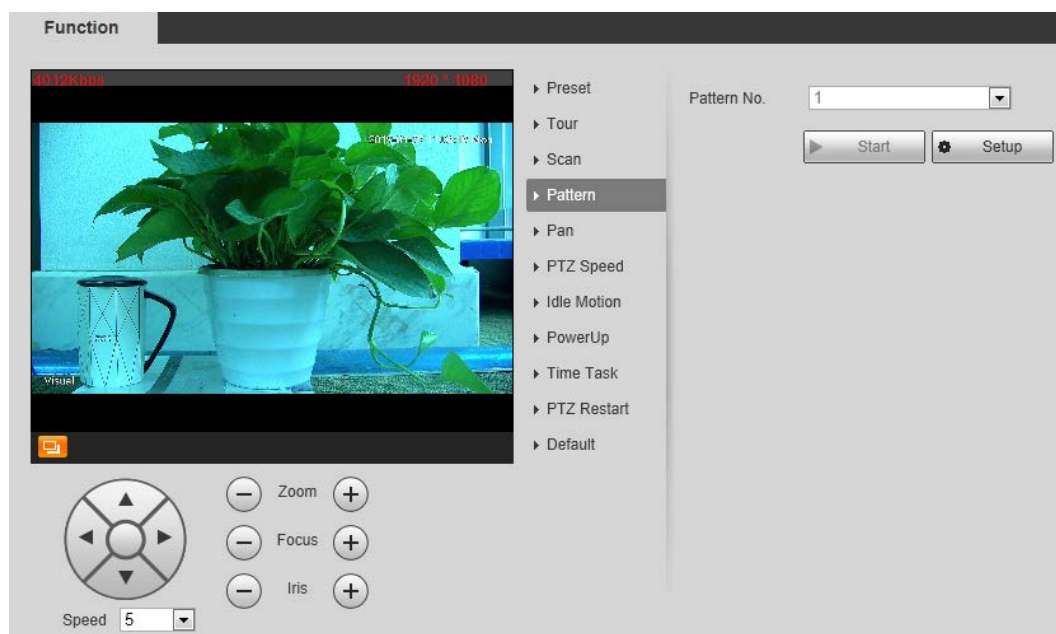 Function
4012Kbps 1920 * 1080
Visual
Preset
Tour
Scan
Pattern
Pan
PTZ Speed
Idle Motion
PowerUp
Time Task
PTZ Restart
Default
Pattern No. 1
Start Setup
Zoom
Focus
Iris
Speed 5